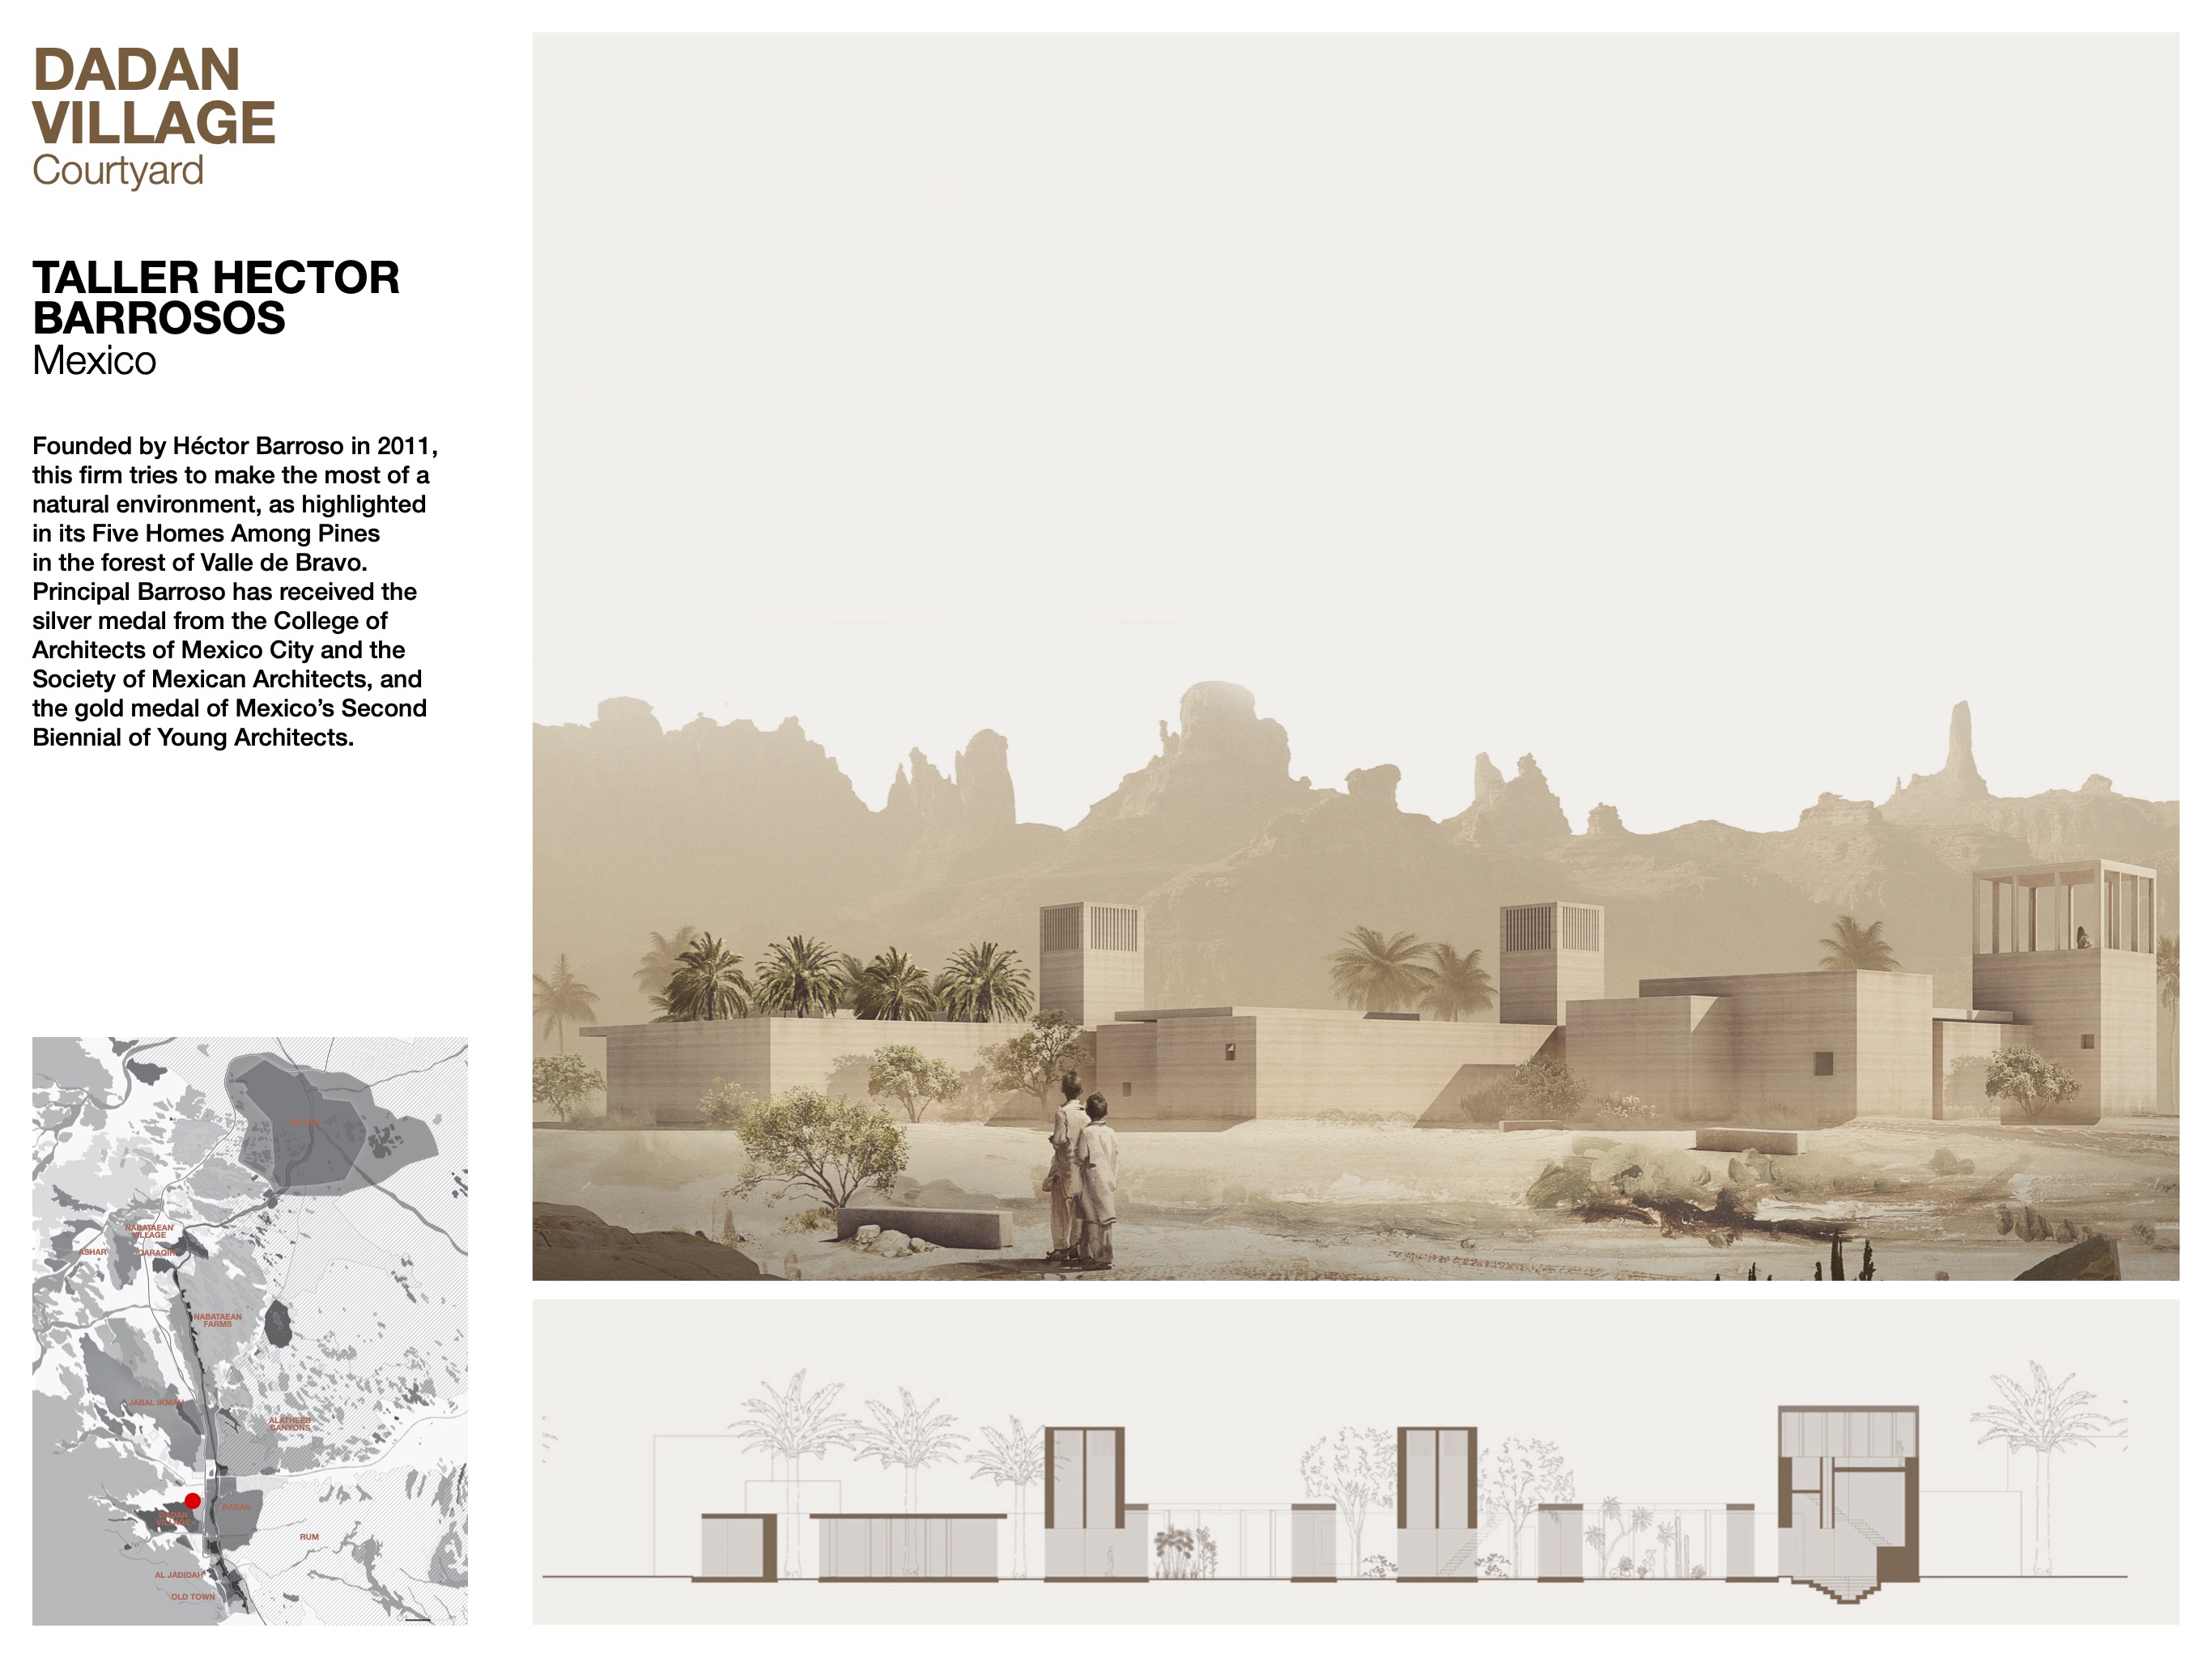 DADAN
VILLAGE
Courtyard
TALLER HECTOR
BARROSOS
Mexico
Founded by Héctor Barroso in 2011,
this firm tries to make the most of a
natural environment, as highlighted
in its Five Homes Among Pines
in the forest of Valle de Bravo.
Principal Barroso has received the
silver medal from the College of
Architects of Mexico City and the
Society of Mexican Architects, and
the gold medal of Mexico’s Second
Biennial of Young Architects.
NABATAEAN
VILLAGE
ASHAR
QARAQIR
NABATAEAN
FARMS
JABAL IKMAH
ALATHEEB
CANYONS
DADAN
DADAN
VILLAGE
RUM
AL JADIDAH
OLD TOWN